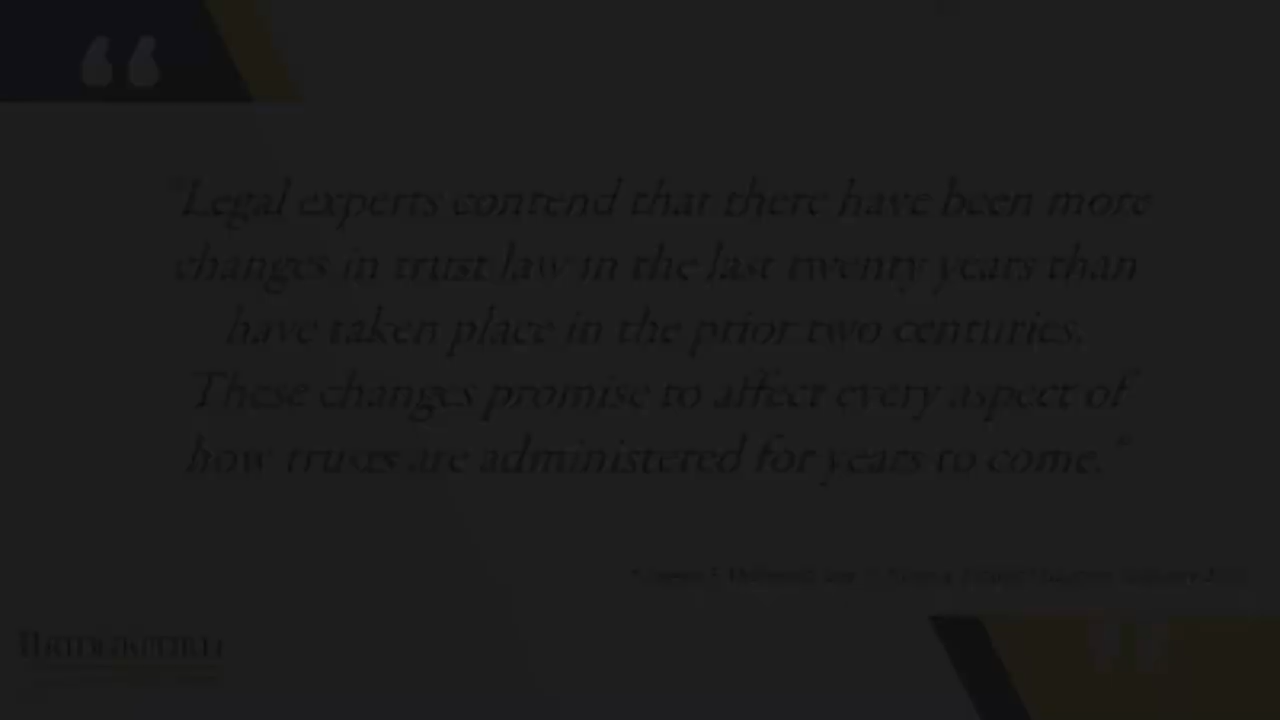 "Legal experts contend that there have been more
changes in trust law in the last twenty years than
have taken place in the prior two centuries.
These changes promise to affect every aspect of
how trusts are administered for years to come."